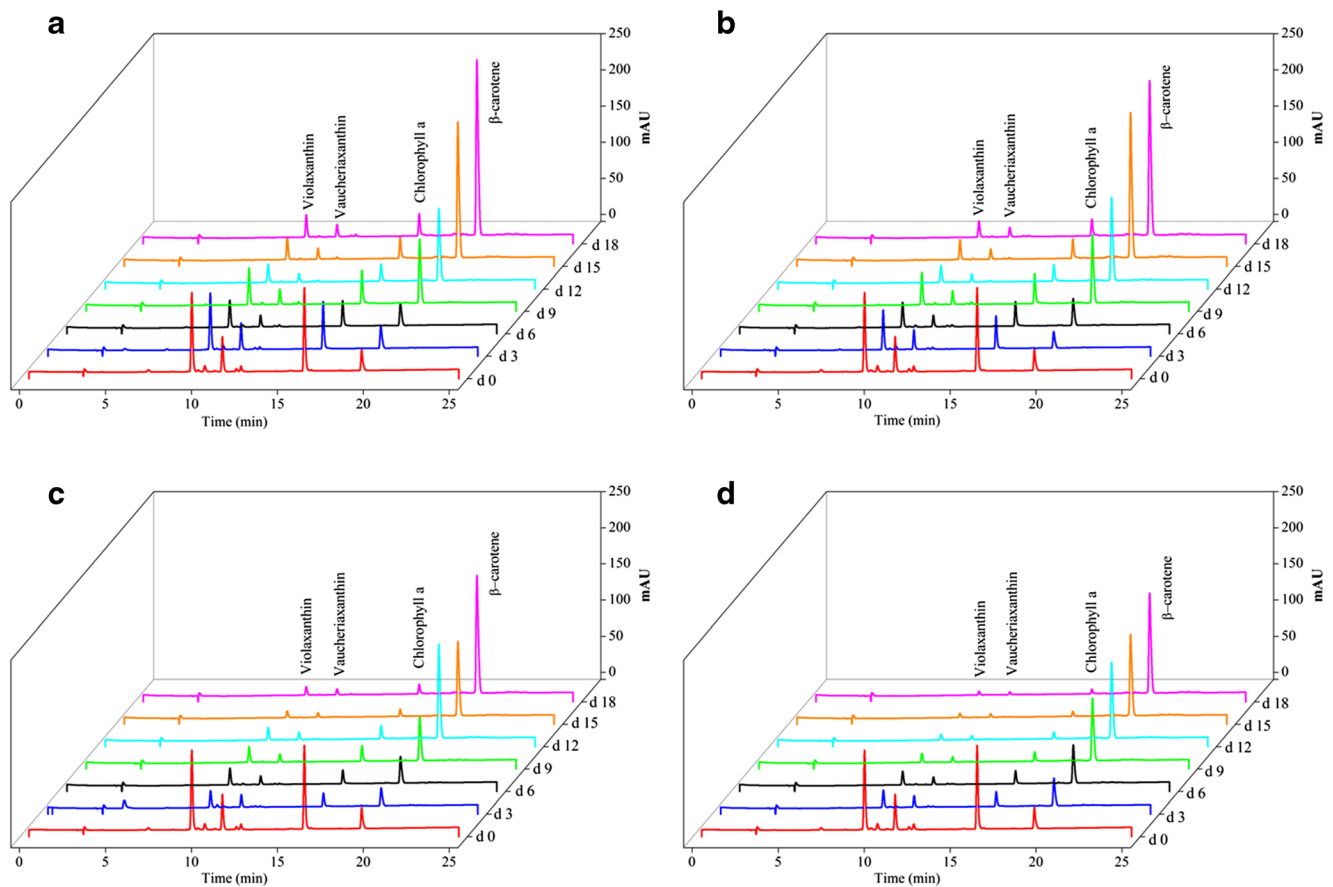 a
250
200
150
100
50
0
mAU
Violaxanthin
Vaucheriaxanthin
Chlorophyll a
β-carotene
d 18
d 15
d 12
d 9
d 6
d 3
d 0
0 5 10 15 20 25
Time (min)
b
250
200
150
100
50
0
mAU
Violaxanthin
Vaucheriaxanthin
Chlorophyll a
β−carotene
d 18
d 15
d 12
d 9
d 6
d 3
d 0
0 5 10 15 20 25
Time (min)
c
250
200
150
100
50
0
mAU
Violaxanthin
Vaucheriaxanthin
Chlorophyll a
β−carotene
d 18
d 15
d 12
d 9
d 6
d 3
d 0
0 5 10 15 20 25
Time (min)
d
250
200
150
100
50
0
mAU
Violaxanthin
Vaucheriaxanthin
Chlorophyll a
β−carotene
d 18
d 15
d 12
d 9
d 6
d 3
d 0
0 5 10 15 20 25
Time (min)